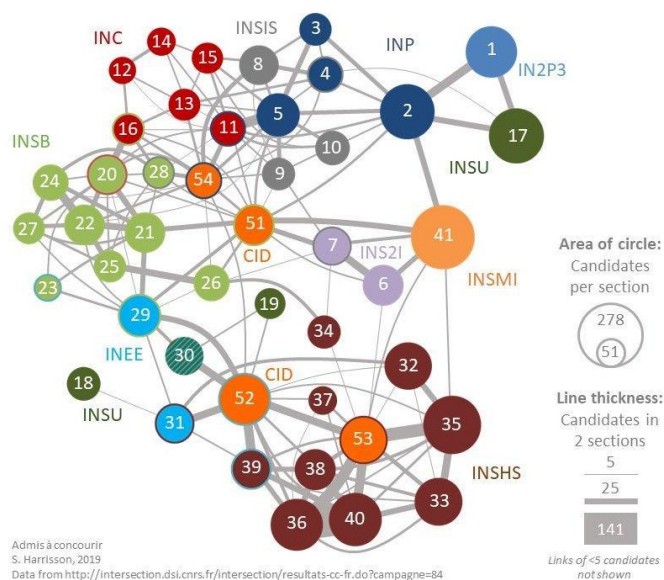 INC
INSIS
INP
IN2P3
INSU
INSB
CID
INS2I
INSMI
INEE
CID
INSU
INSHS
1
2
3
4
5
6
7
8
9
10
11
12
13
14
15
16
17
18
19
20
21
22
23
24
25
26
27
28
29
30
31
32
33
34
35
36
37
38
39
40
41
51
52
53
54
Area of circle:
Candidates
per section
278
51
Line thickness:
Candidates in
2 sections
5
25
141
Links of <5 candidates
not shown
Admis à concourir
S. Harrisson, 2019
Data from http://intersection.dsi.cnrs.fr/intersection/resultats-cc-fr.do?campagne=84